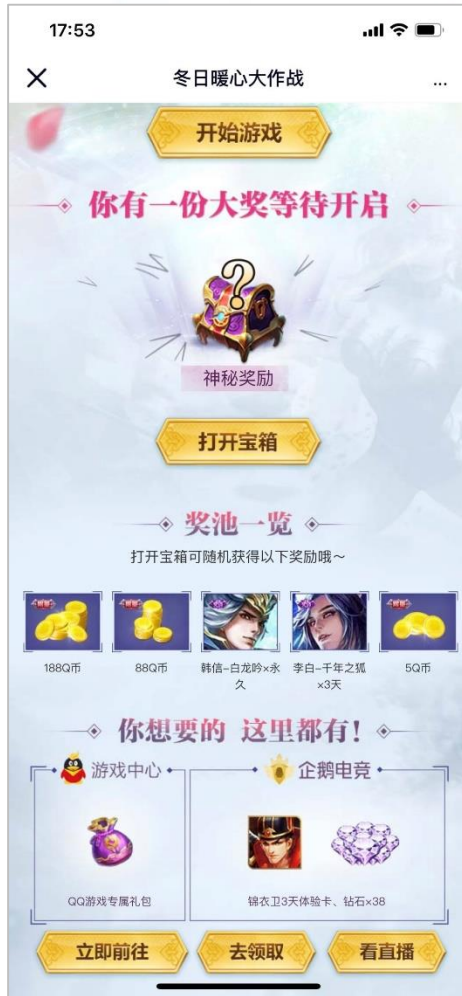 17:53
冬日暖心大作战
...
开始游戏
你有一份大奖等待开启
?
神秘奖励
打开宝箱
奖池一览
打开宝箱可随机获得以下奖励哦~
188Q币
88Q币
韩信-白龙吟×永
久
李白-千年之狐
×3天
5Q币
你想要的 这里都有!
游戏中心
企鹅电竞
QQ游戏专属礼包
锦衣卫3天体验卡、钻石×38
立即前往
去领取
看直播